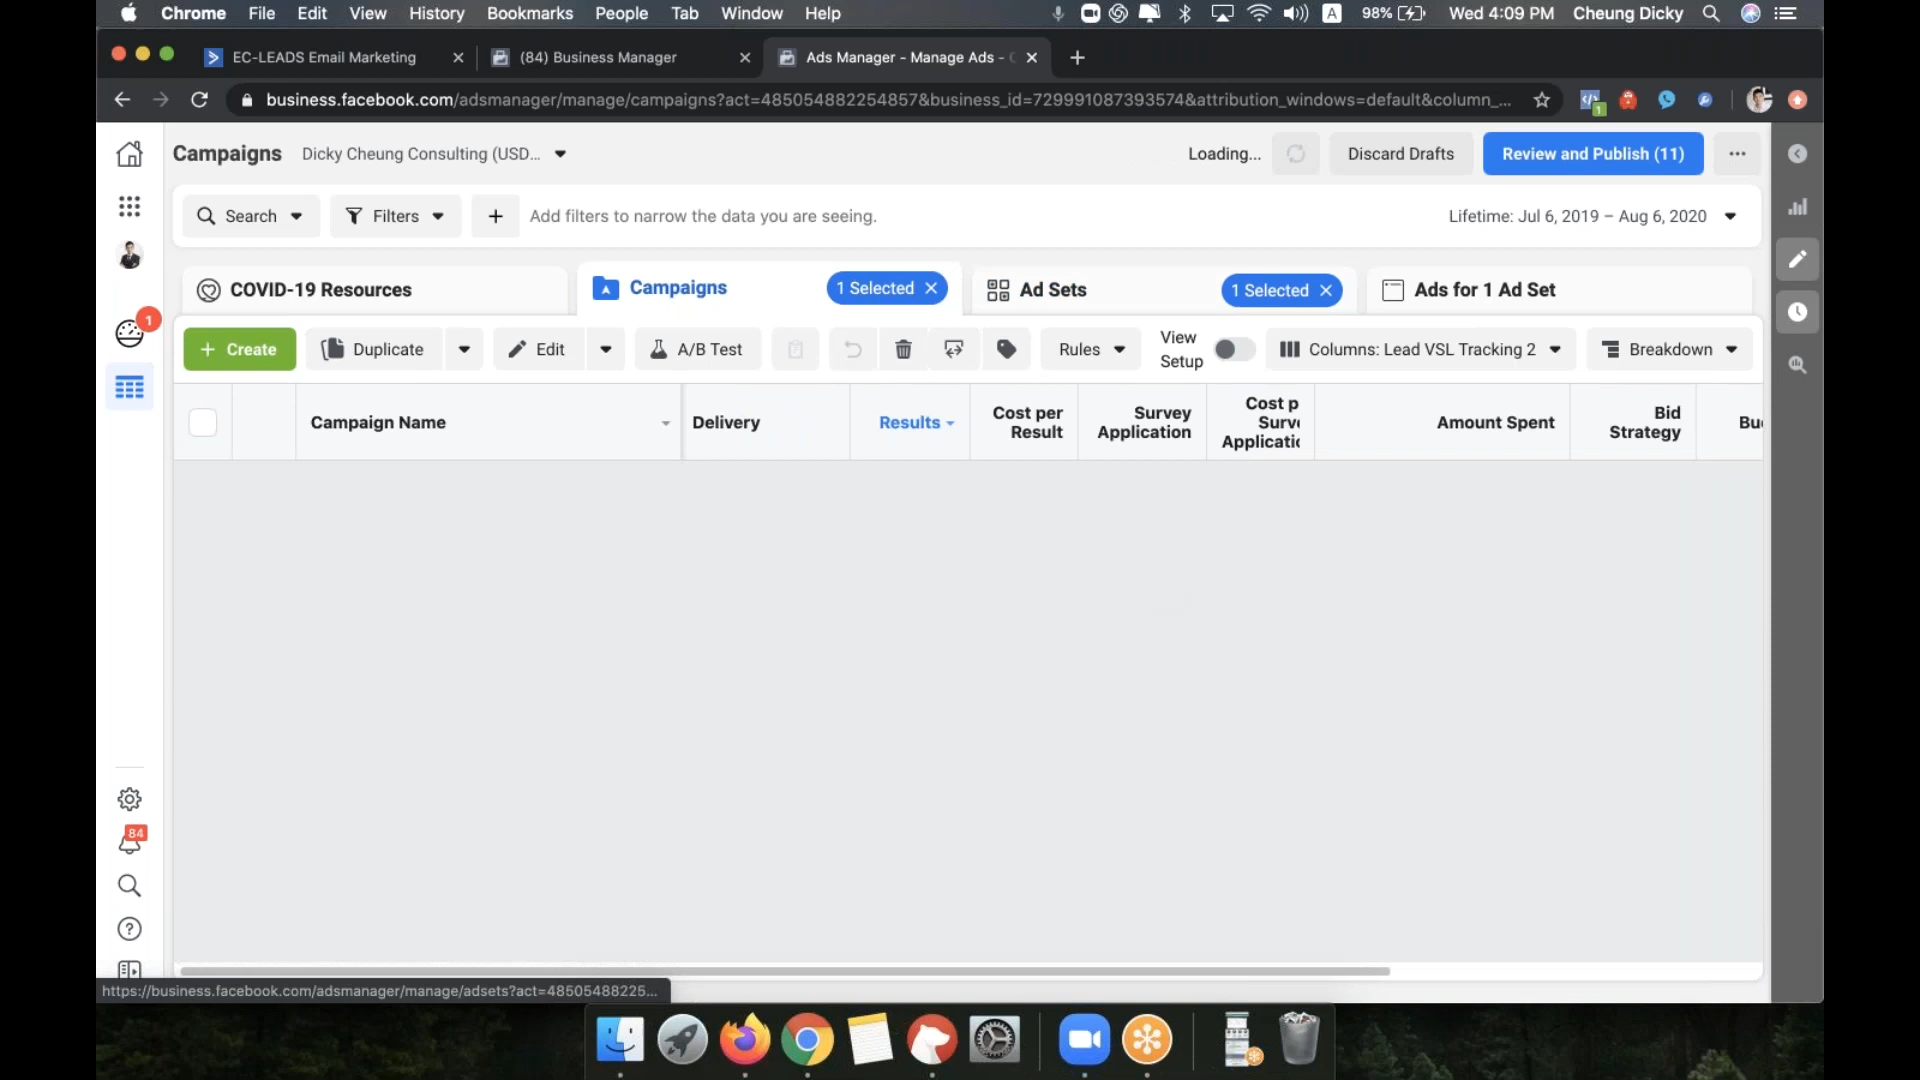 Chrome File Edit View History Bookmarks People Tab Window Help
A 98% Wed 4:09 PM Cheung Dicky
EC-LEADS Email Marketing
(84) Business Manager
Ads Manager - Manage Ads -
business.facebook.com/adsmanager/manage/campaigns?act=485054882254857&business_id=729991087393574&attribution_windows=default&column_...
1
Campaigns
Dicky Cheung Consulting (USD...
Loading...
Discard Drafts
Review and Publish (11)
Search
Filters
Add filters to narrow the data you are seeing.
Lifetime: Jul 6, 2019 – Aug 6, 2020
COVID-19 Resources
Campaigns
1 Selected
Ad Sets
1 Selected
Ads for 1 Ad Set
1
+ Create
Duplicate
Edit
A/B Test
Rules
View
Setup
Columns: Lead VSL Tracking 2
Breakdown
Campaign Name
Delivery
Results
Cost per
Result
Survey
Application
Cost p
Surve
Applicatic
Amount Spent
Bid
Strategy
Bu
84
https://business.facebook.com/adsmanager/manage/adsets?act=48505488225...